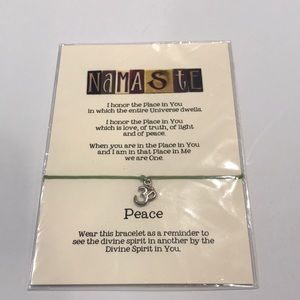 NAMASTE
I honor the Place in You
in which the entire Universe dwells.
I honor the Place in You
which is love, of truth, of light
and of peace.
When you are in the Place in You
and I am in that Place in Me
we are One.
ॐ
Peace
Wear this bracelet as a reminder to
see the divine spirit in another by the
Divine Spirit in You.